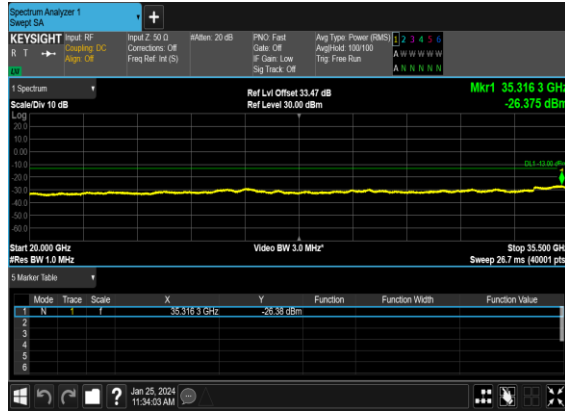 Spectrum Analyzer 1
Swept SA
+
KEYSIGHT Input: RF Input Z: 50 Ω #Atten: 20 dB PNO: Fast Avg Type: Power (RMS) 1 2 3 4 5 6
R T Coupling: DC Corrections: Off Gate: Off Avg|Hold: 100/100 A W W W W W
Align: Off Freq Ref: Int (S) IF Gain: Low Trig: Free Run
Sig Track: Off A N N N N N
1 Spectrum Ref Lvl Offset 33.47 dB Mkr1 35.316 3 GHz
Scale/Div 10 dB Ref Level 30.00 dBm -26.375 dBm
Log
20.0
10.0
0.00
-10.0 DL1 -13.00 dBm
-20.0 1
-30.0
-40.0
-50.0
-60.0
Start 20.000 GHz Video BW 3.0 MHz* Stop 35.500 GHz
#Res BW 1.0 MHz Sweep 26.7 ms (40001 pts)
5 Marker Table
Mode Trace Scale X Y Function Function Width Function Value
1 N 1 f 35.316 3 GHz -26.38 dBm
2
3
4
5
6
? Jan 25, 2024
11:34:03 AM